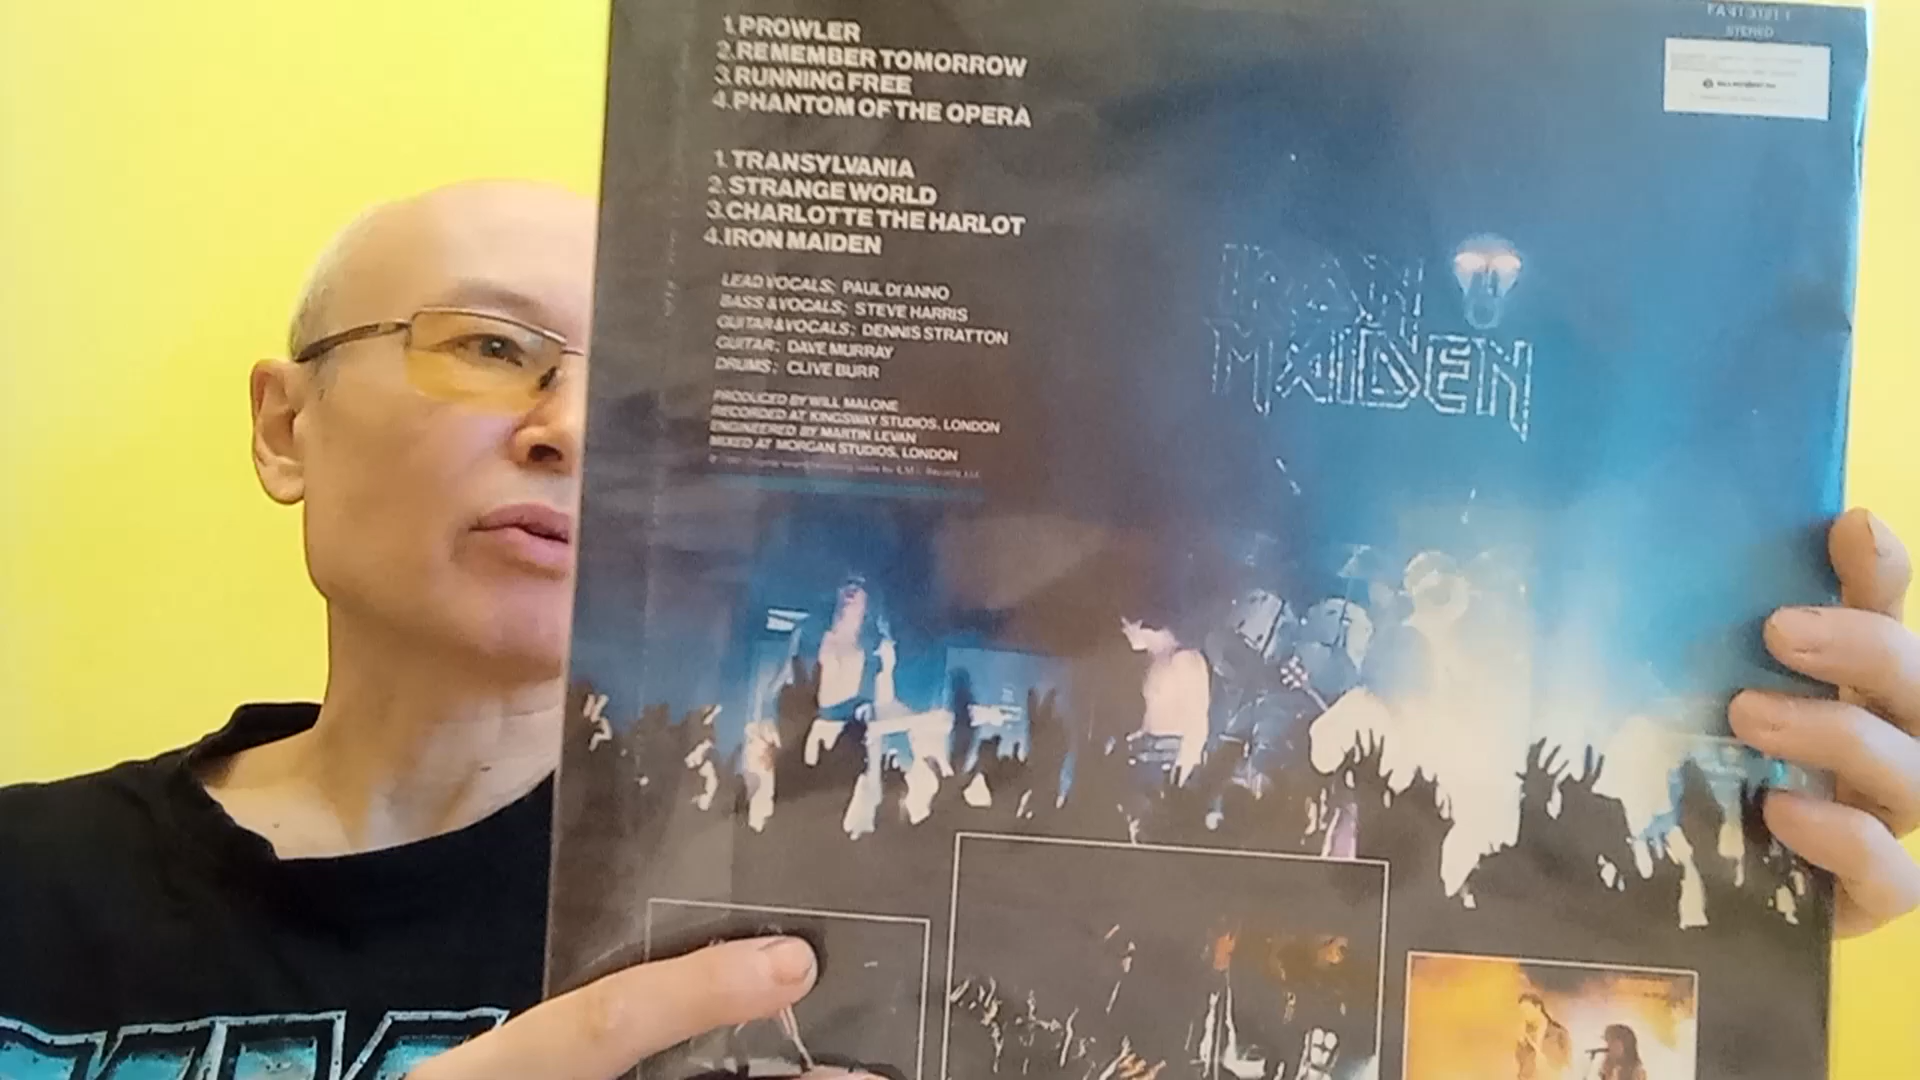 1. PROWLER
2. REMEMBER TOMORROW
3. RUNNING FREE
4. PHANTOM OF THE OPERA
1. TRANSYLVANIA
2. STRANGE WORLD
3. CHARLOTTE THE HARLOT
4. IRON MAIDEN
LEAD VOCALS; PAUL DI'ANNO
BASS & VOCALS; STEVE HARRIS
GUITAR & VOCALS; DENNIS STRATTON
GUITAR; DAVE MURRAY
DRUMS; CLIVE BURR
PRODUCED BY WILL MALONE
RECORDED AT KINGSWAY STUDIOS, LONDON
ENGINEERED BY MARTIN LEVAN
MIXED AT MORGAN STUDIOS, LONDON
STEREO
IRON
MAIDEN